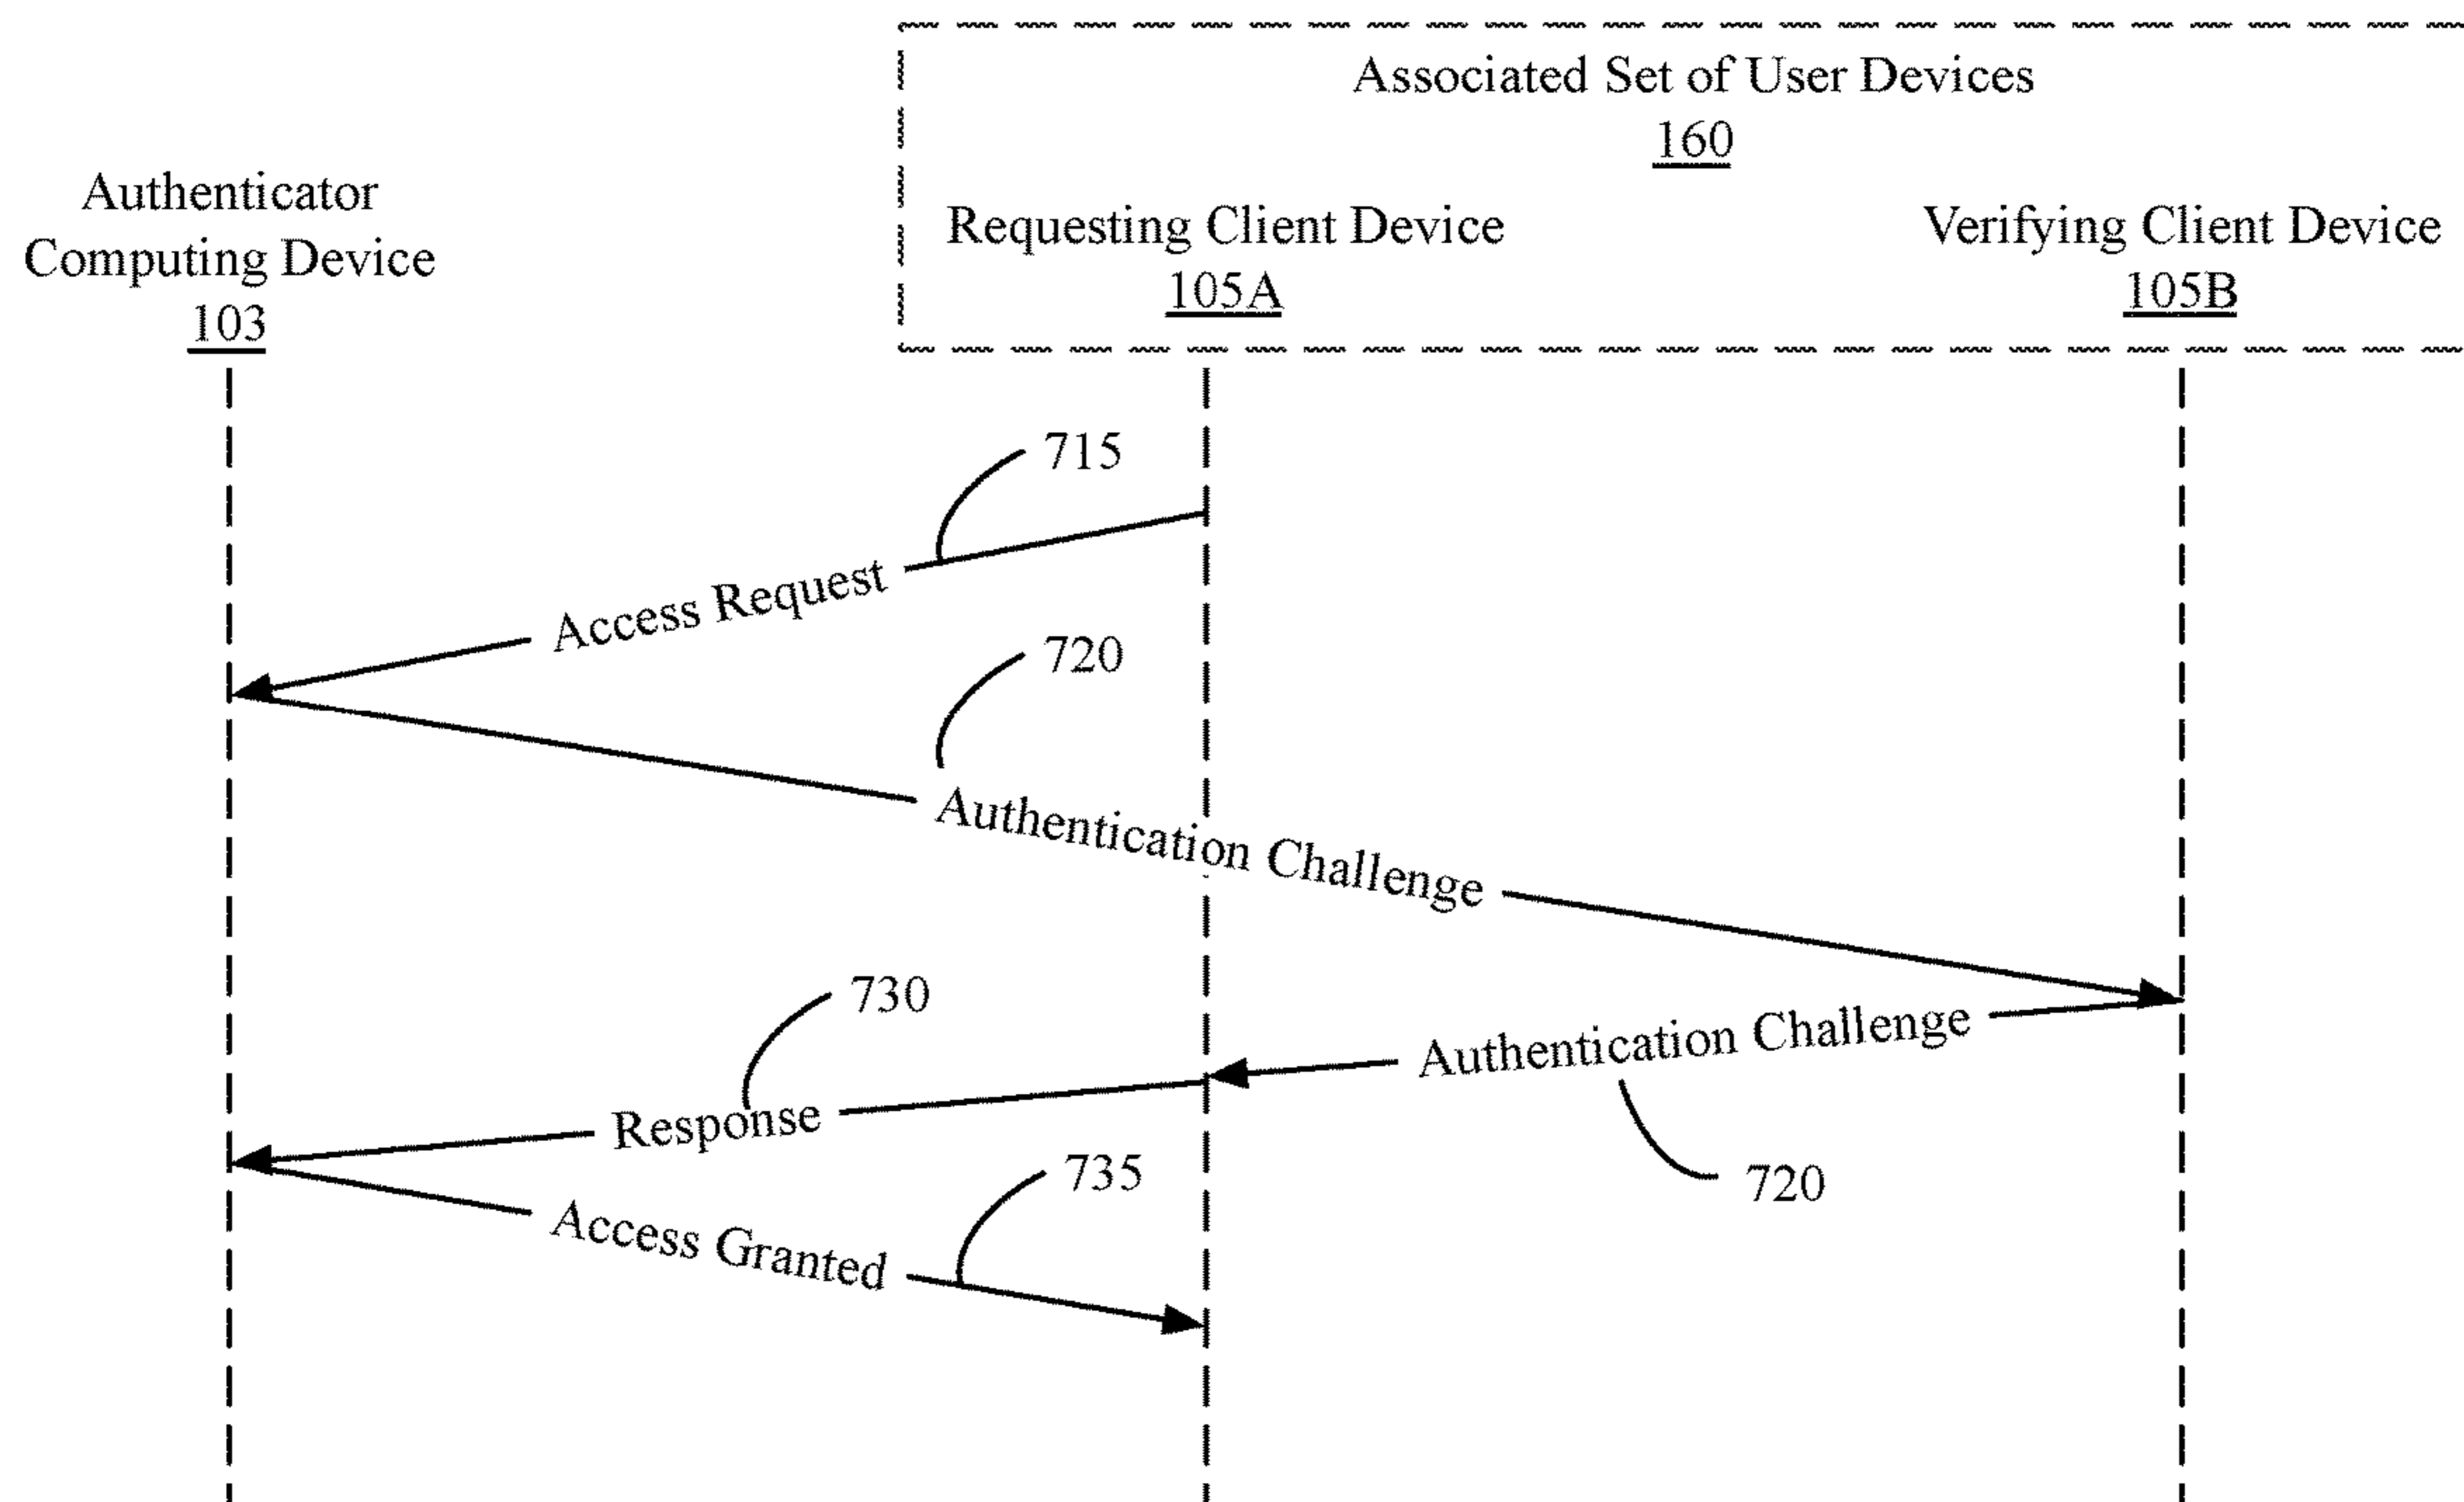 Associated Set of User Devices
160
Authenticator
Computing Device
103
Requesting Client Device
105A
Verifying Client Device
105B
715
Access Request
720
Authentication Challenge
730
Authentication Challenge
Response
735
720
Access Granted